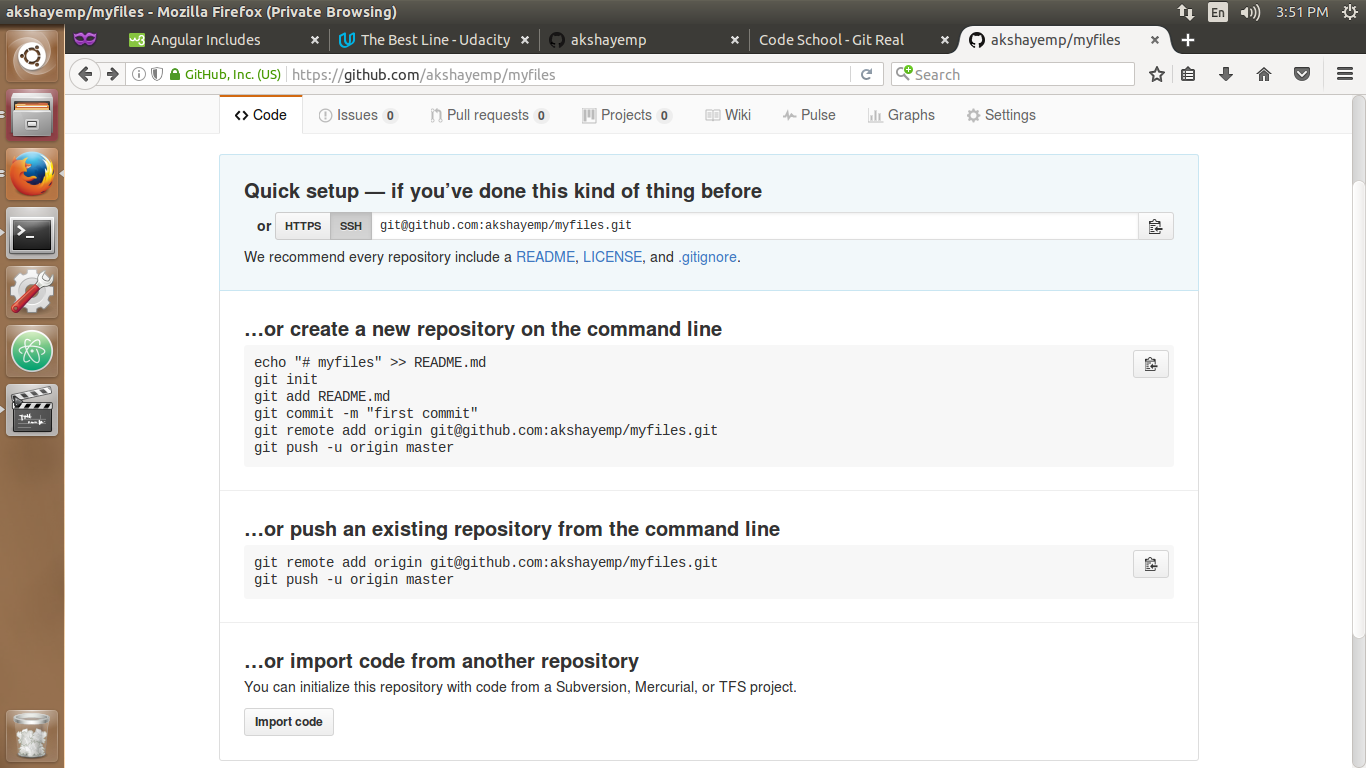 akshayemp/myfiles - Mozilla Firefox (Private Browsing)
En
3:51 PM
Angular Includes
The Best Line - Udacity
akshayemp
Code School - Git Real
akshayemp/myfiles
GitHub, Inc. (US)
https://github.com/akshayemp/myfiles
Search
Code
Issues 0
Pull requests 0
Projects 0
Wiki
Pulse
Graphs
Settings
Quick setup — if you’ve done this kind of thing before
or HTTPS SSH git@github.com:akshayemp/myfiles.git
We recommend every repository include a README, LICENSE, and .gitignore.
…or create a new repository on the command line
echo "# myfiles" >> README.md
git init
git add README.md
git commit -m "first commit"
git remote add origin git@github.com:akshayemp/myfiles.git
git push -u origin master
…or push an existing repository from the command line
git remote add origin git@github.com:akshayemp/myfiles.git
git push -u origin master
…or import code from another repository
You can initialize this repository with code from a Subversion, Mercurial, or TFS project.
Import code